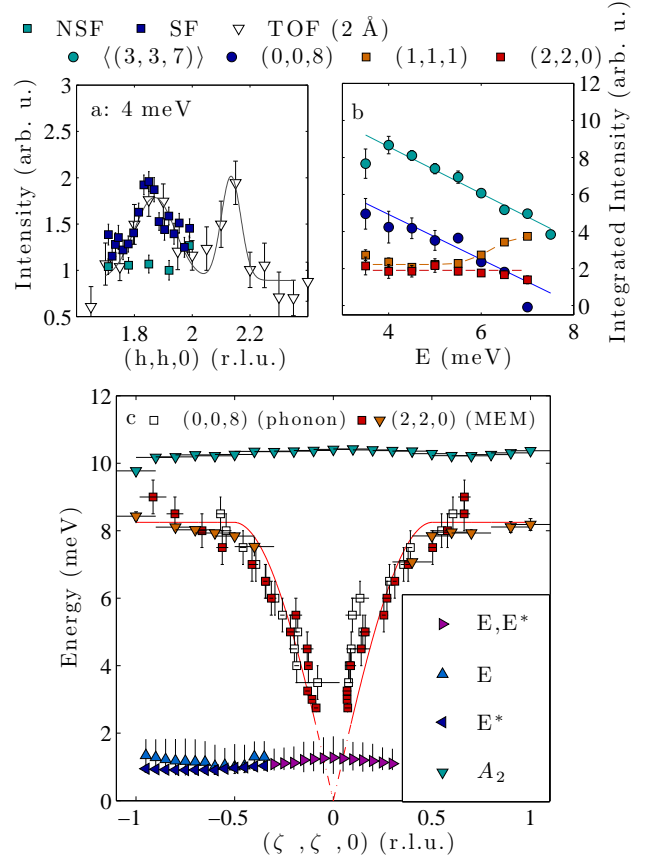 NSF SF TOF (2 Å)
⟨(3,3,7)⟩ (0,0,8) (1,1,1) (2,2,0)
a: 4 meV
Intensity (arb. u.)
3
2.5
2
1.5
1
0.5
1.8 2 2.2
(h,h,0) (r.l.u.)
b
12
10
8
6
4
2
0
Integrated Intensity (arb. u.)
4 5 6 7
E (meV)
c (0,0,8) (phonon) (2,2,0) (MEM)
Energy (meV)
12
10
8
6
4
2
0
E,E*
E
E*
A₂
−1 −0.5 0 0.5 1
(ζ ,ζ ,0) (r.l.u.)